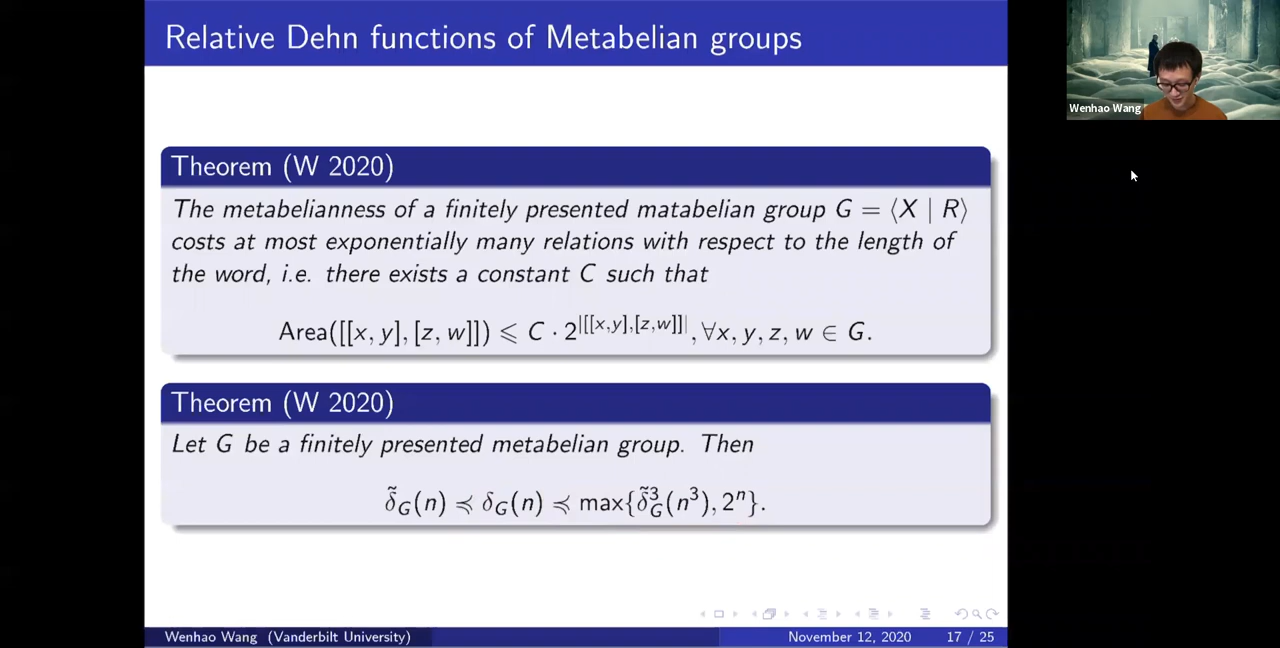 Relative Dehn functions of Metabelian groups
Wenhao Wang
Theorem (W 2020)
The metabelianness of a finitely presented matabelian group G = ⟨X | R⟩
costs at most exponentially many relations with respect to the length of
the word, i.e. there exists a constant C such that
Area([[x, y], [z, w]]) ⩽ C · 2^{|[[x,y],[z,w]]|}, ∀x, y, z, w ∈ G.
Theorem (W 2020)
Let G be a finitely presented metabelian group. Then
δ̃_G(n) ≼ δ_G(n) ≼ max{δ̃_G^3(n^3), 2^n}.
Wenhao Wang (Vanderbilt University)
November 12, 2020 17 / 25